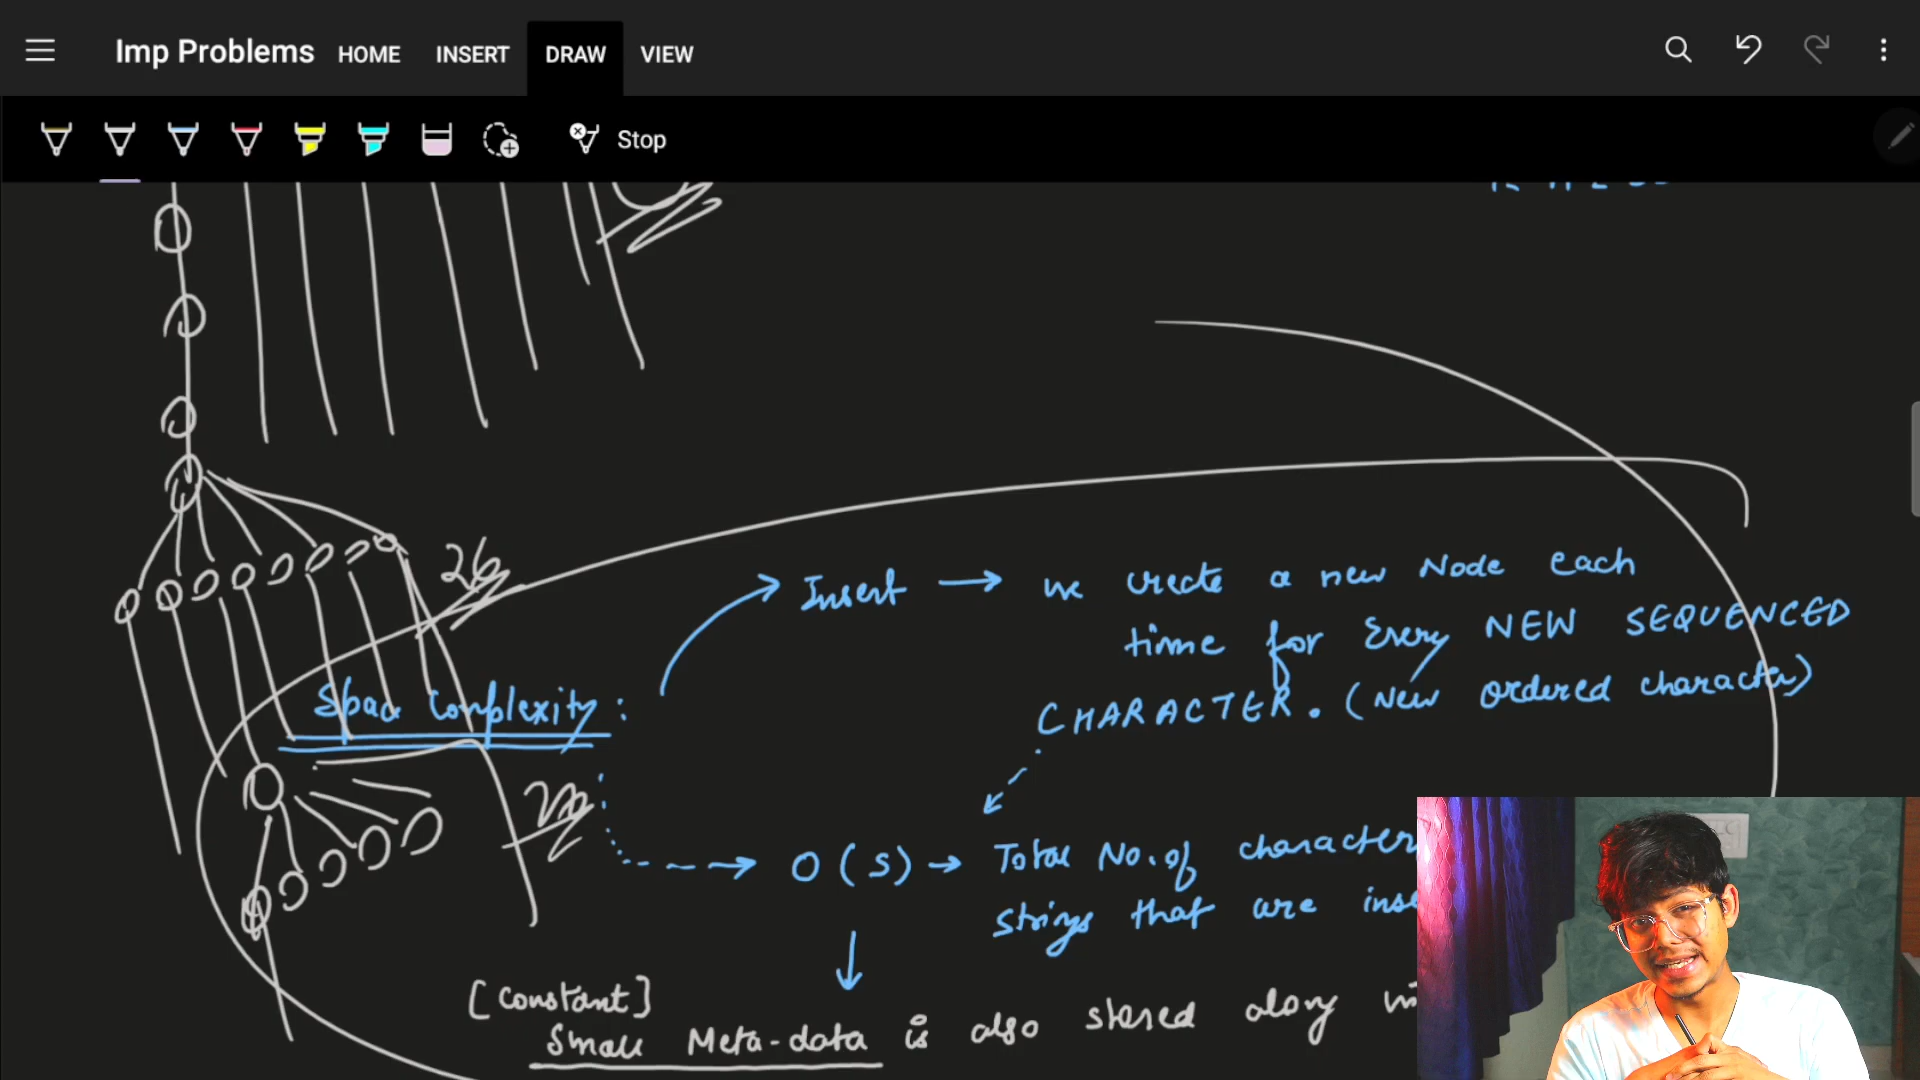 Imp Problems HOME INSERT DRAW VIEW
Stop
26
Insert → we create a new Node each
time for Every NEW SEQUENCED
CHARACTER. (New ordered character)
Space Complexity :
O (S) → Total No. of character
strings that are inse
[constant]
Small Meta-data is also stored along